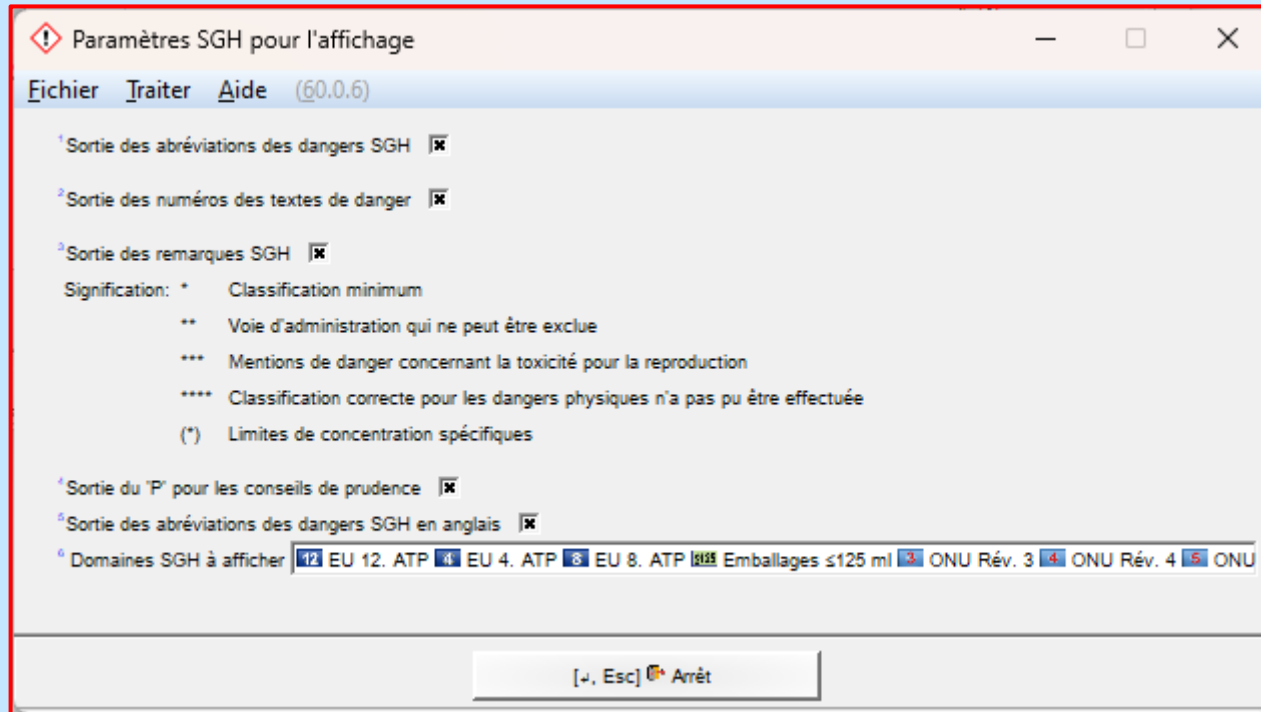 Paramètres SGH pour l'affichage
Fichier Traiter Aide (60.0.6)
1 Sortie des abréviations des dangers SGH
2 Sortie des numéros des textes de danger
3 Sortie des remarques SGH
Signification: * Classification minimum
** Voie d'administration qui ne peut être exclue
*** Mentions de danger concernant la toxicité pour la reproduction
**** Classification correcte pour les dangers physiques n'a pas pu être effectuée
(*) Limites de concentration spécifiques
4 Sortie du 'P' pour les conseils de prudence
5 Sortie des abréviations des dangers SGH en anglais
6 Domaines SGH à afficher 12 EU 12. ATP 4 EU 4. ATP 8 EU 8. ATP ≤125 Emballages ≤125 ml 3 ONU Rév. 3 4 ONU Rév. 4 5 ONU
[↵, Esc] Arrêt